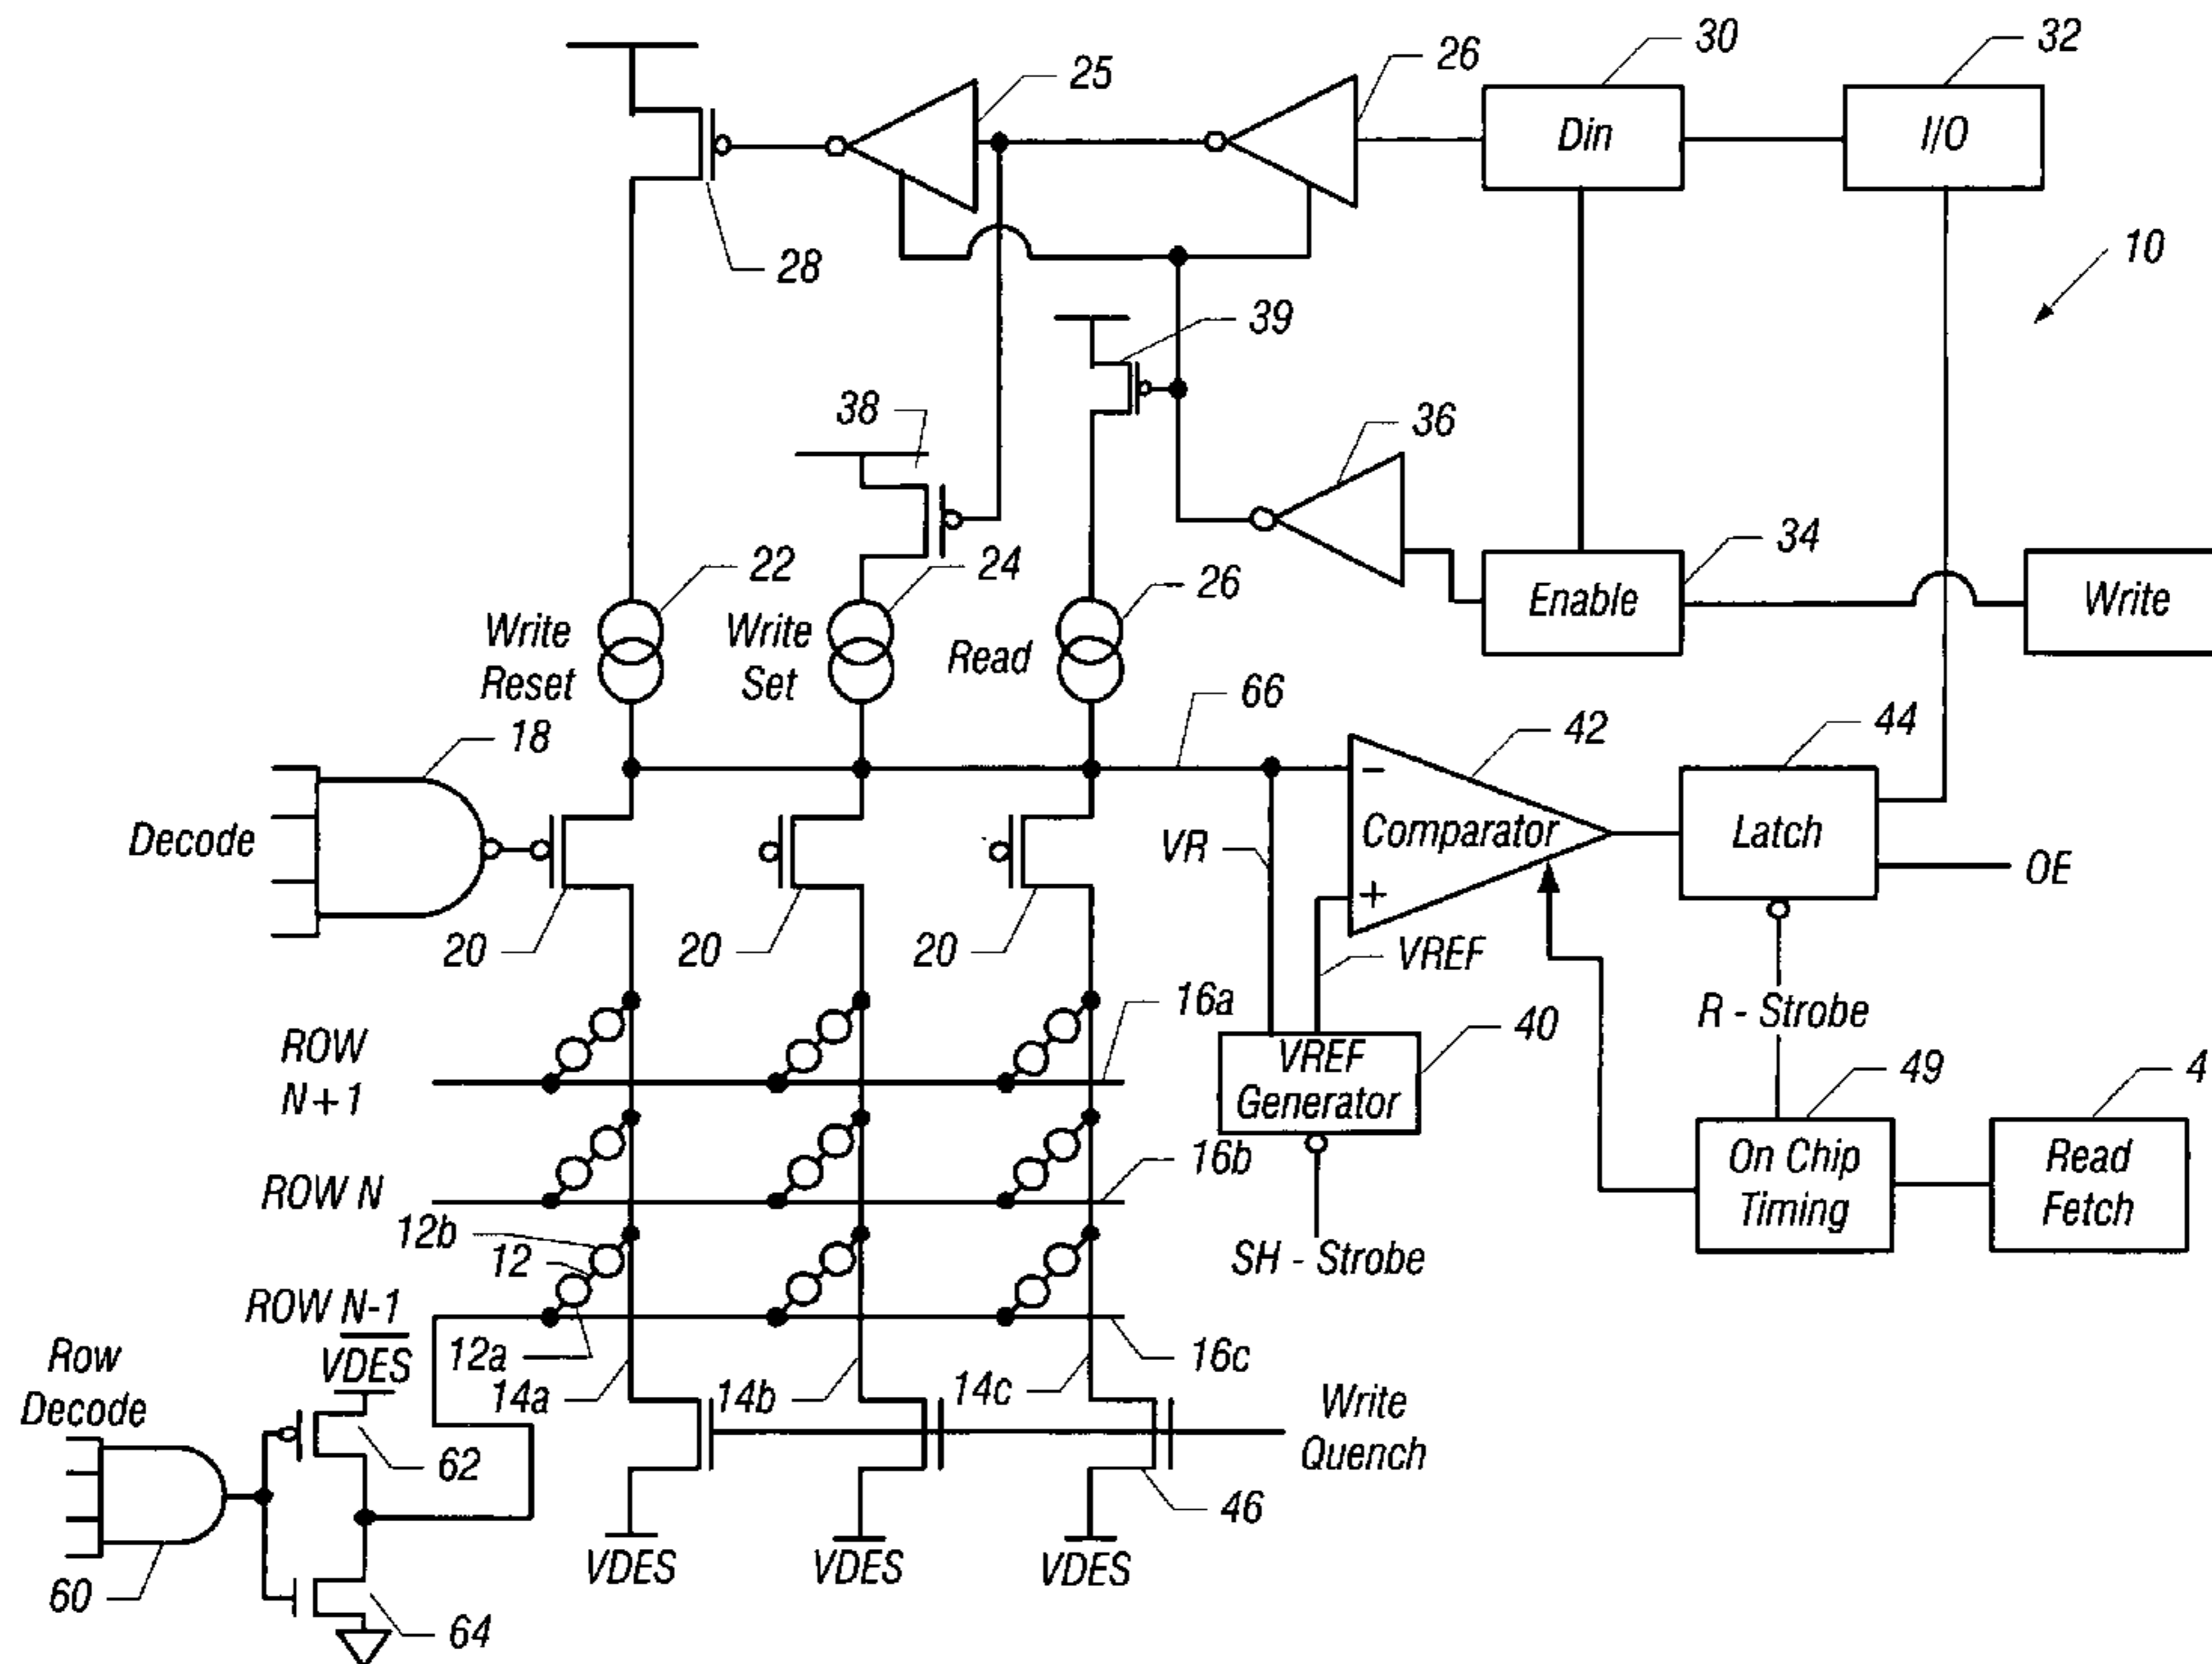 30
32
25
26
Din
I/O
28
10
39
38
36
22
24
26
34
Write
Reset
Write
Set
Read
Enable
Write
66
18
42
44
Decode
VR
Comparator
Latch
OE
20
20
20
VREF
16a
R - Strobe
ROW
N+1
VREF
Generator
40
49
4
ROW N
16b
On Chip
Timing
Read
Fetch
12b
12
SH - Strobe
ROW N-1
VDES
12a
16c
Row
Decode
14a
14b
14c
Write
Quench
62
46
VDES
VDES
VDES
60
64